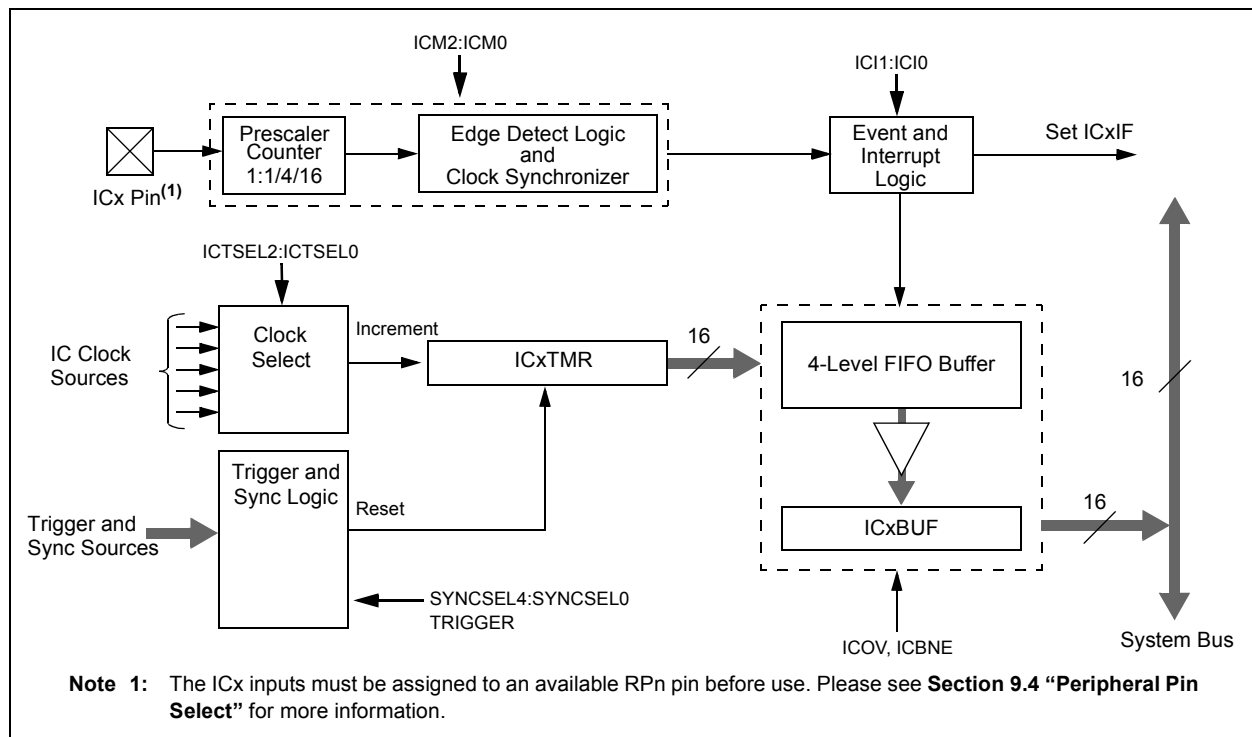 ICM2:ICM0
ICI1:ICI0
Prescaler
Counter
1:1/4/16
Edge Detect Logic
and
Clock Synchronizer
Event and
Interrupt
Logic
Set ICxIF
ICx Pin(1)
ICTSEL2:ICTSEL0
IC Clock
Sources
Clock
Select
Increment
ICxTMR
16
4-Level FIFO Buffer
16
Trigger and
Sync Logic
Reset
Trigger and
Sync Sources
ICxBUF
16
SYNCSEL4:SYNCSEL0
TRIGGER
ICOV, ICBNE
System Bus
Note 1: The ICx inputs must be assigned to an available RPn pin before use. Please see Section 9.4 “Peripheral Pin
Select” for more information.